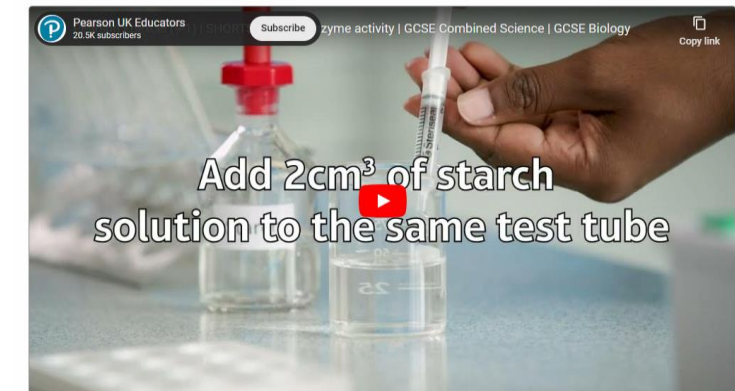 Pearson UK Educators
20.5K subscribers
Subscribe
zyme activity | GCSE Combined Science | GCSE Biology
Copy link
Add 2cm³ of starch
solution to the same test tube
50
25